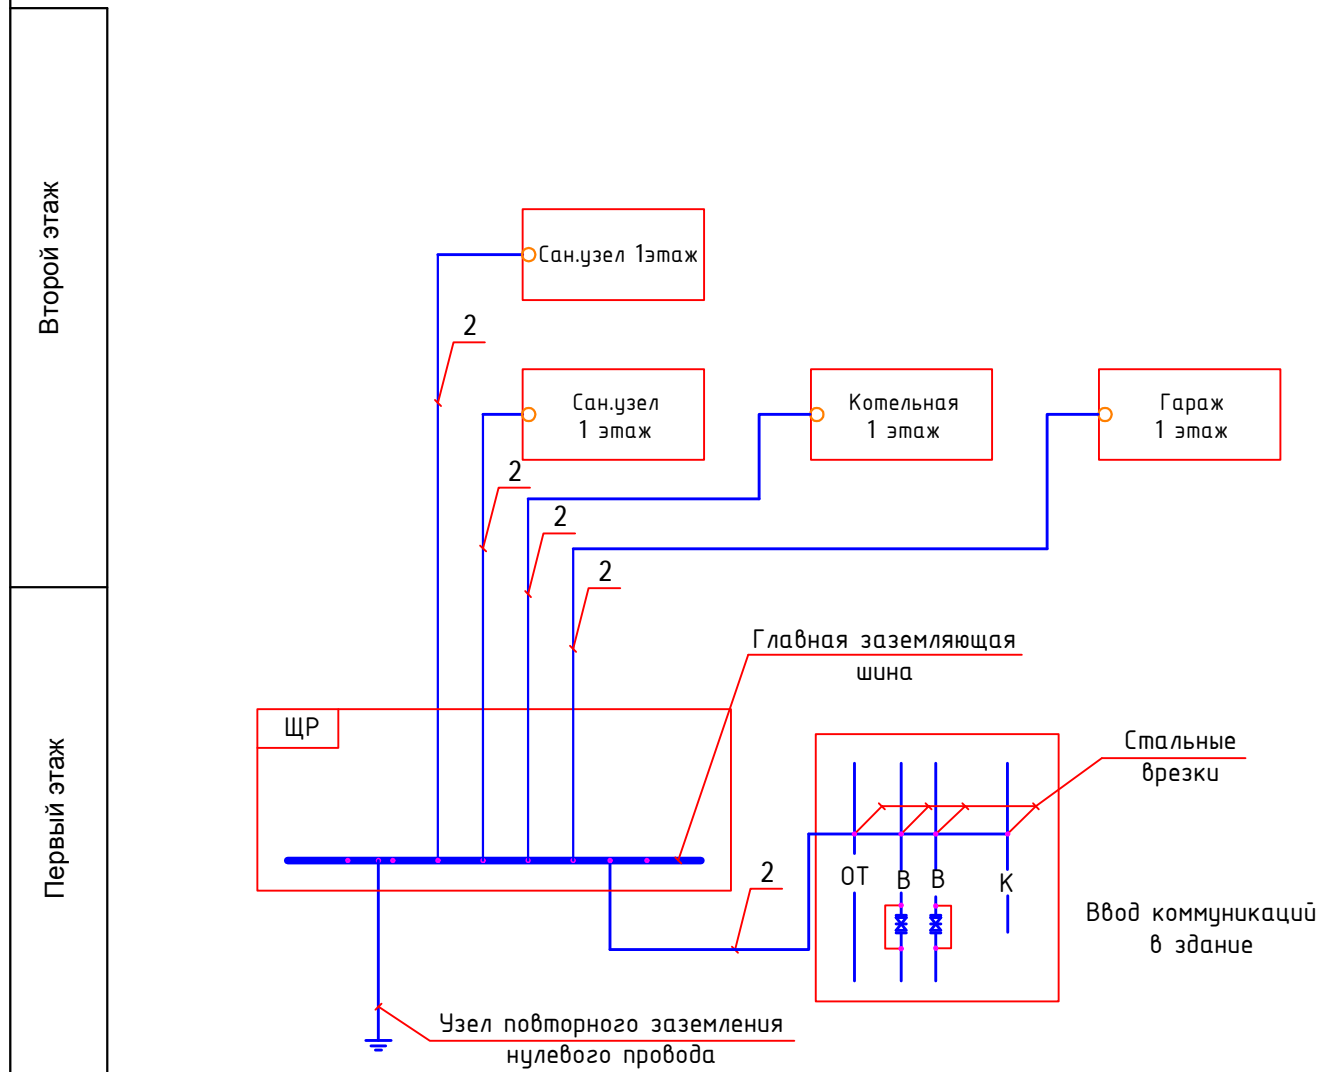 Второй этаж
Сан.узел 1этаж
2
Сан.узел
1 этаж
Котельная
1 этаж
Гараж
1 этаж
2
2
2
Главная заземляющая
шина
ЩР
Первый этаж
Стальные
врезки
2
ОТ
В
В
К
Ввод коммуникаций
в здание
Узел повторного заземления
нулевого провода